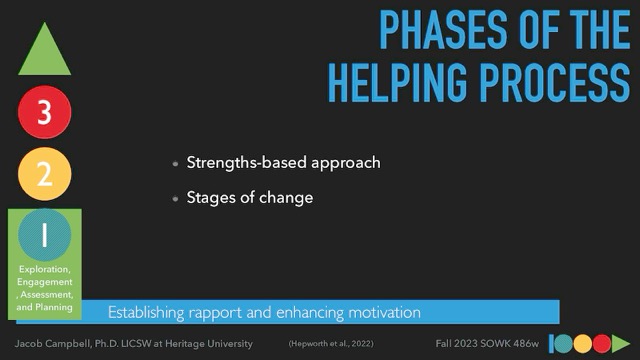 PHASES OF THE
HELPING PROCESS
3
2
1
Exploration,
Engagement
, Assessment,
and Planning
Strengths-based approach
Stages of change
Establishing rapport and enhancing motivation
Jacob Campbell, Ph.D. LICSW at Heritage University
(Hepworth et al., 2022)
Fall 2023 SOWK 486w